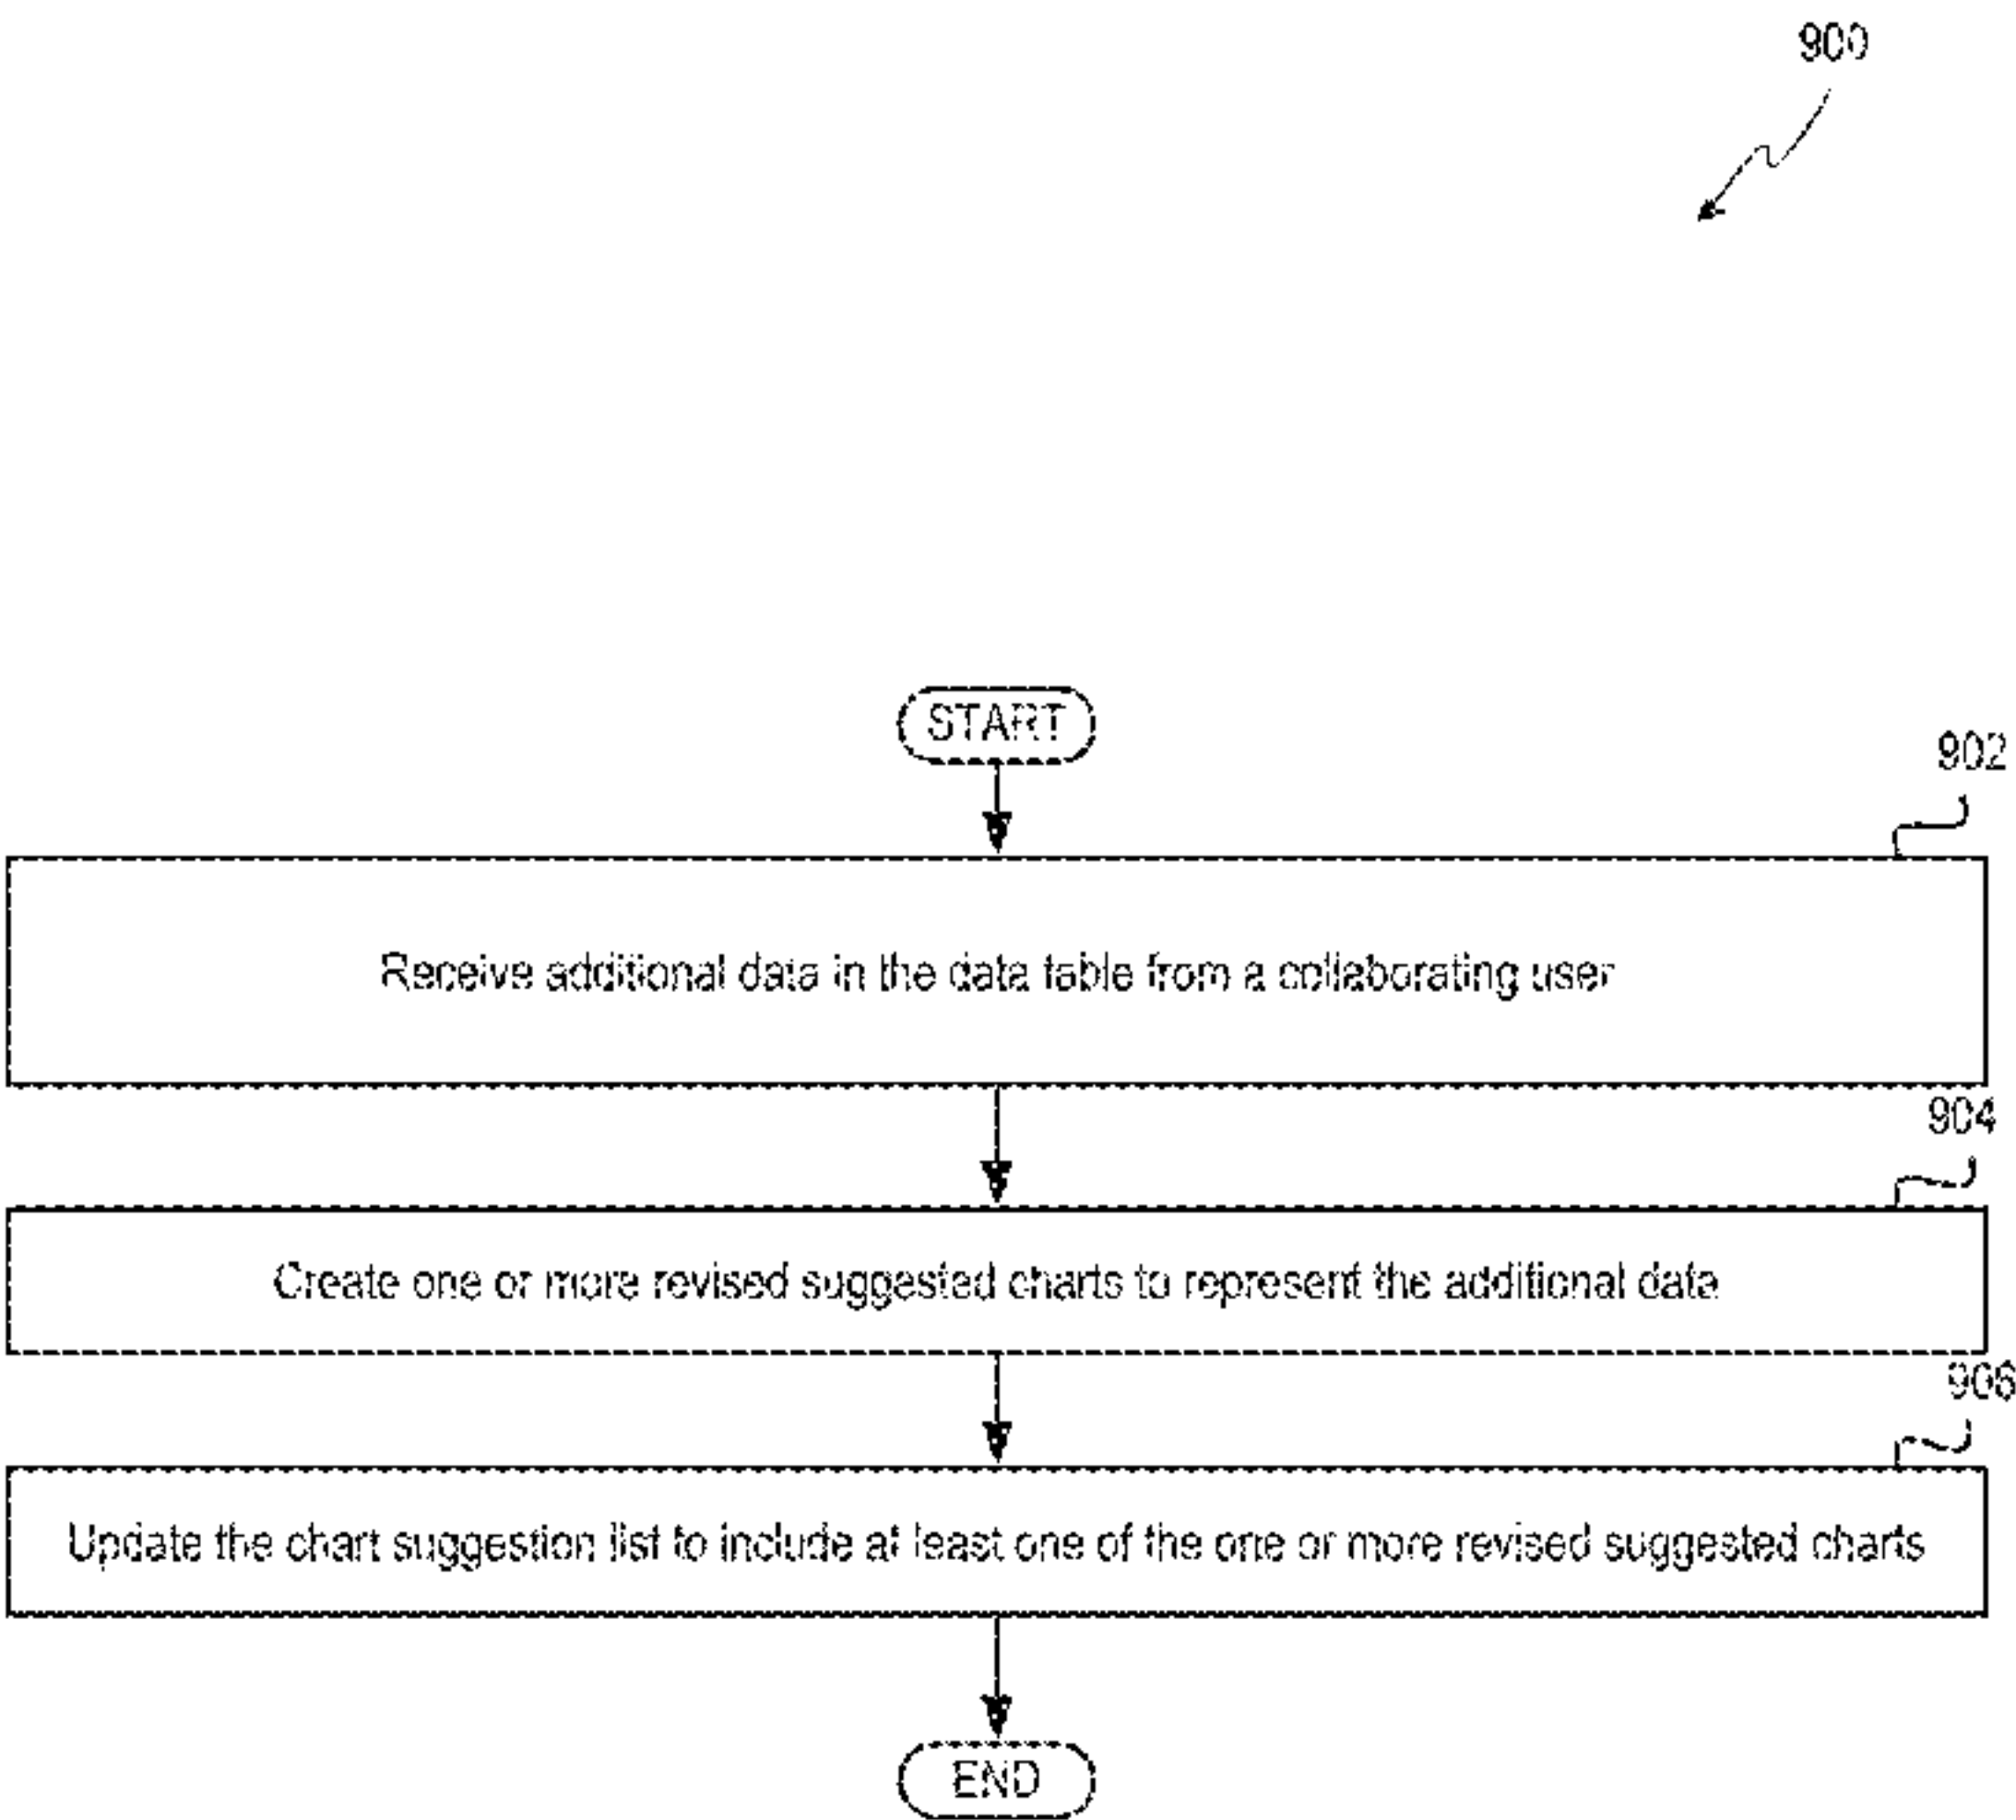 900
START
902
Receive additional data in the data table from a collaborating user
904
Create one or more revised suggested charts to represent the additional data
906
Update the chart suggestion list to include at least one of the one or more revised suggested charts
END